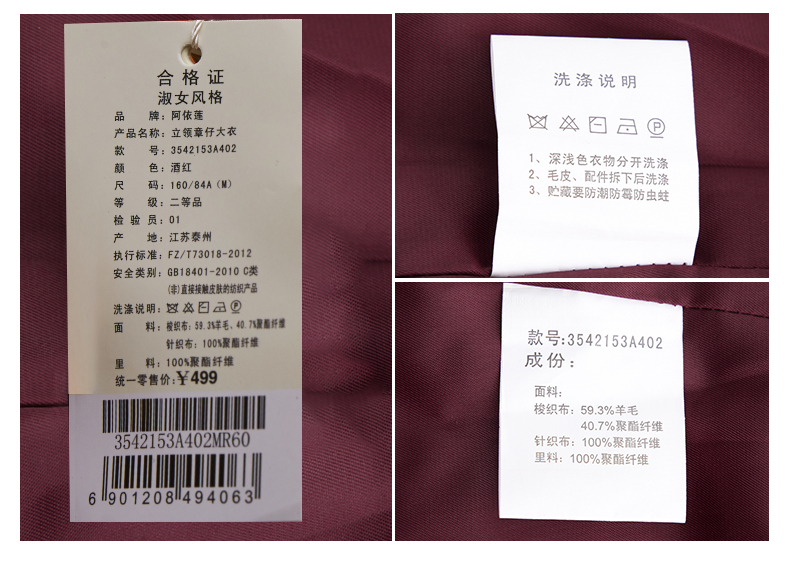 合格证
淑女风格
品 牌：阿依莲
产品名称：立领章仔大衣
款 号：3542153A402
颜 色：酒红
尺 码：160/84A（M）
等 级：二等品
检 验 员：01
产 地：江苏泰州
执行标准：FZ/T73018-2012
安全类别：GB18401-2010 C类
(非)直接接触皮肤的纺织产品
洗涤说明：
面 料：梭织布：59.3%羊毛、40.7%聚酯纤维
针织布：100%聚酯纤维
里 料：100%聚酯纤维
统一零售价:￥499
3542153A402MR60
6 901208 494063
洗涤说明
P
1、深浅色衣物分开洗涤
2、毛皮、配件拆下后洗涤
3、贮藏要防潮防霉防虫蛀
款号:3542153A402
成份：
面料：
梭织布：59.3%羊毛
40.7%聚酯纤维
针织布：100%聚酯纤维
里料：100%聚酯纤维